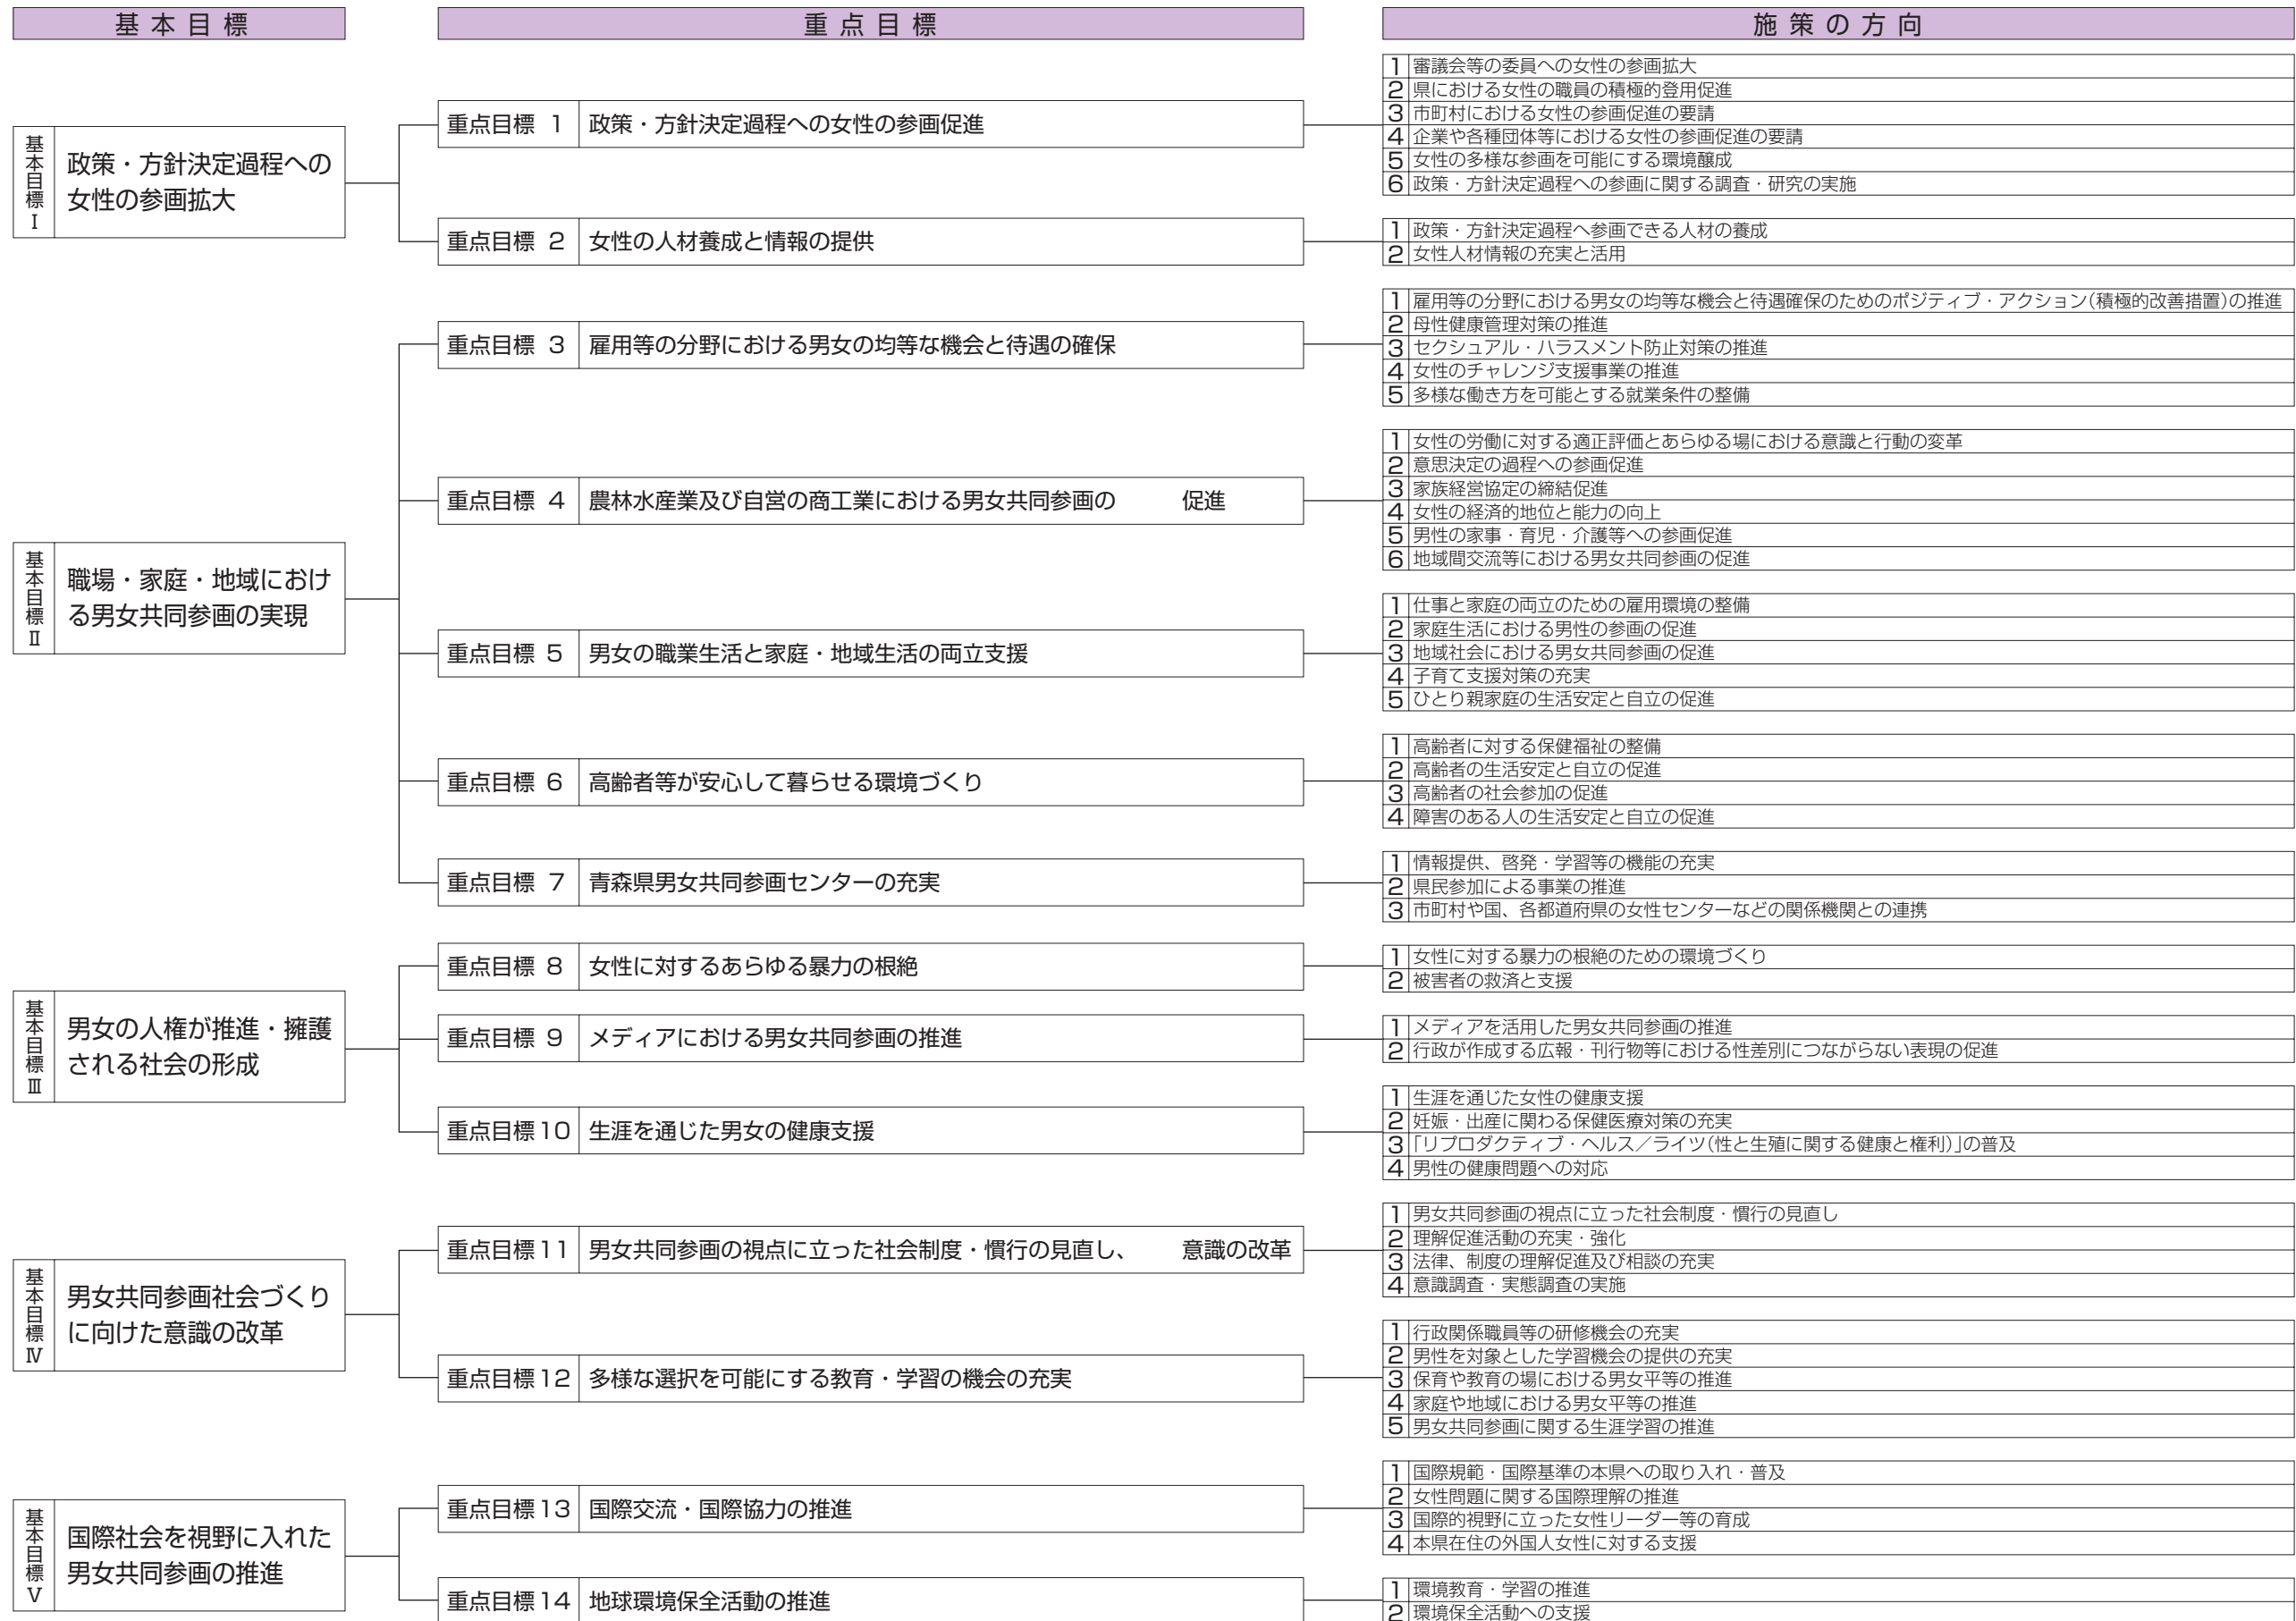 基本目標
重点目標
施策の方向
基本目標Ⅰ
政策・方針決定過程への
女性の参画拡大
重点目標 1 政策・方針決定過程への女性の参画促進
1 審議会等の委員への女性の参画拡大
2 県における女性の職員の積極的登用促進
3 市町村における女性の参画促進の要請
4 企業や各種団体等における女性の参画促進の要請
5 女性の多様な参画を可能にする環境醸成
6 政策・方針決定過程への参画に関する調査・研究の実施
重点目標 2 女性の人材養成と情報の提供
1 政策・方針決定過程へ参画できる人材の養成
2 女性人材情報の充実と活用
基本目標Ⅱ
職場・家庭・地域におけ
る男女共同参画の実現
重点目標 3 雇用等の分野における男女の均等な機会と待遇の確保
1 雇用等の分野における男女の均等な機会と待遇確保のためのポジティブ・アクション(積極的改善措置)の推進
2 母性健康管理対策の推進
3 セクシュアル・ハラスメント防止対策の推進
4 女性のチャレンジ支援事業の推進
5 多様な働き方を可能とする就業条件の整備
重点目標 4 農林水産業及び自営の商工業における男女共同参画の 促進
1 女性の労働に対する適正評価とあらゆる場における意識と行動の変革
2 意思決定の過程への参画促進
3 家族経営協定の締結促進
4 女性の経済的地位と能力の向上
5 男性の家事・育児・介護等への参画促進
6 地域間交流等における男女共同参画の促進
重点目標 5 男女の職業生活と家庭・地域生活の両立支援
1 仕事と家庭の両立のための雇用環境の整備
2 家庭生活における男性の参画の促進
3 地域社会における男女共同参画の促進
4 子育て支援対策の充実
5 ひとり親家庭の生活安定と自立の促進
重点目標 6 高齢者等が安心して暮らせる環境づくり
1 高齢者に対する保健福祉の整備
2 高齢者の生活安定と自立の促進
3 高齢者の社会参加の促進
4 障害のある人の生活安定と自立の促進
重点目標 7 青森県男女共同参画センターの充実
1 情報提供、啓発・学習等の機能の充実
2 県民参加による事業の推進
3 市町村や国、各都道府県の女性センターなどの関係機関との連携
基本目標Ⅲ
男女の人権が推進・擁護
される社会の形成
重点目標 8 女性に対するあらゆる暴力の根絶
1 女性に対する暴力の根絶のための環境づくり
2 被害者の救済と支援
重点目標 9 メディアにおける男女共同参画の推進
1 メディアを活用した男女共同参画の推進
2 行政が作成する広報・刊行物等における性差別につながらない表現の促進
重点目標10 生涯を通じた男女の健康支援
1 生涯を通じた女性の健康支援
2 妊娠・出産に関わる保健医療対策の充実
3 「リプロダクティブ・ヘルス／ライツ(性と生殖に関する健康と権利)」の普及
4 男性の健康問題への対応
基本目標Ⅳ
男女共同参画社会づくり
に向けた意識の改革
重点目標11 男女共同参画の視点に立った社会制度・慣行の見直し、 意識の改革
1 男女共同参画の視点に立った社会制度・慣行の見直し
2 理解促進活動の充実・強化
3 法律、制度の理解促進及び相談の充実
4 意識調査・実態調査の実施
重点目標12 多様な選択を可能にする教育・学習の機会の充実
1 行政関係職員等の研修機会の充実
2 男性を対象とした学習機会の提供の充実
3 保育や教育の場における男女平等の推進
4 家庭や地域における男女平等の推進
5 男女共同参画に関する生涯学習の推進
基本目標Ⅴ
国際社会を視野に入れた
男女共同参画の推進
重点目標13 国際交流・国際協力の推進
1 国際規範・国際基準の本県への取り入れ・普及
2 女性問題に関する国際理解の推進
3 国際的視野に立った女性リーダー等の育成
4 本県在住の外国人女性に対する支援
重点目標14 地球環境保全活動の推進
1 環境教育・学習の推進
2 環境保全活動への支援